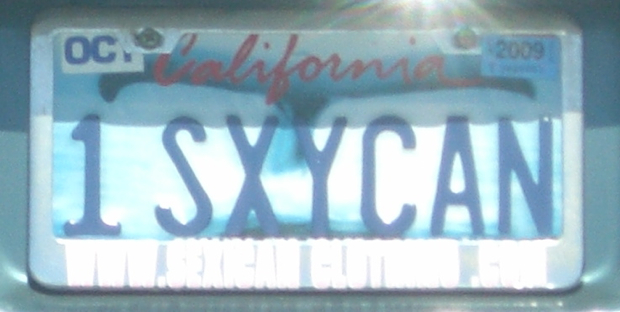 OCT California 2009
1 SXYCAN
WWW.SEXICAN CLOTHING .COM